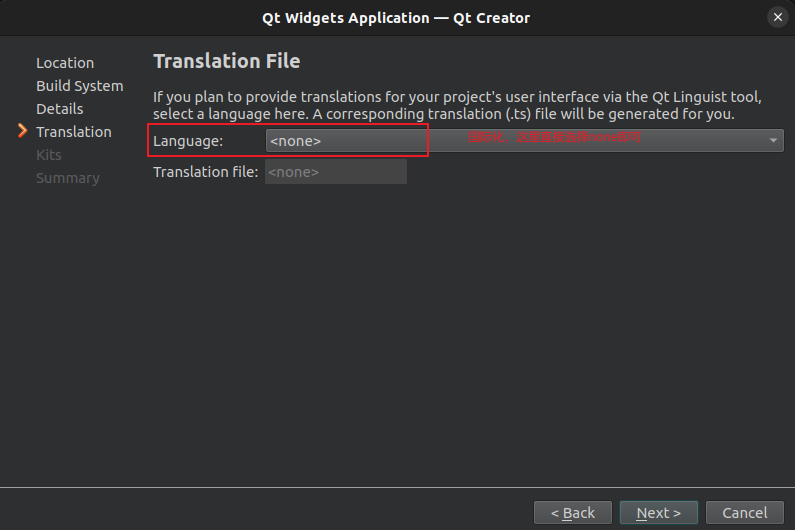 Qt Widgets Application — Qt Creator
Location
Build System
Details
Translation
Kits
Summary
Translation File
If you plan to provide translations for your project's user interface via the Qt Linguist tool,
select a language here. A corresponding translation (.ts) file will be generated for you.
Language: <none>
Translation file: <none>
< Back
Next >
Cancel